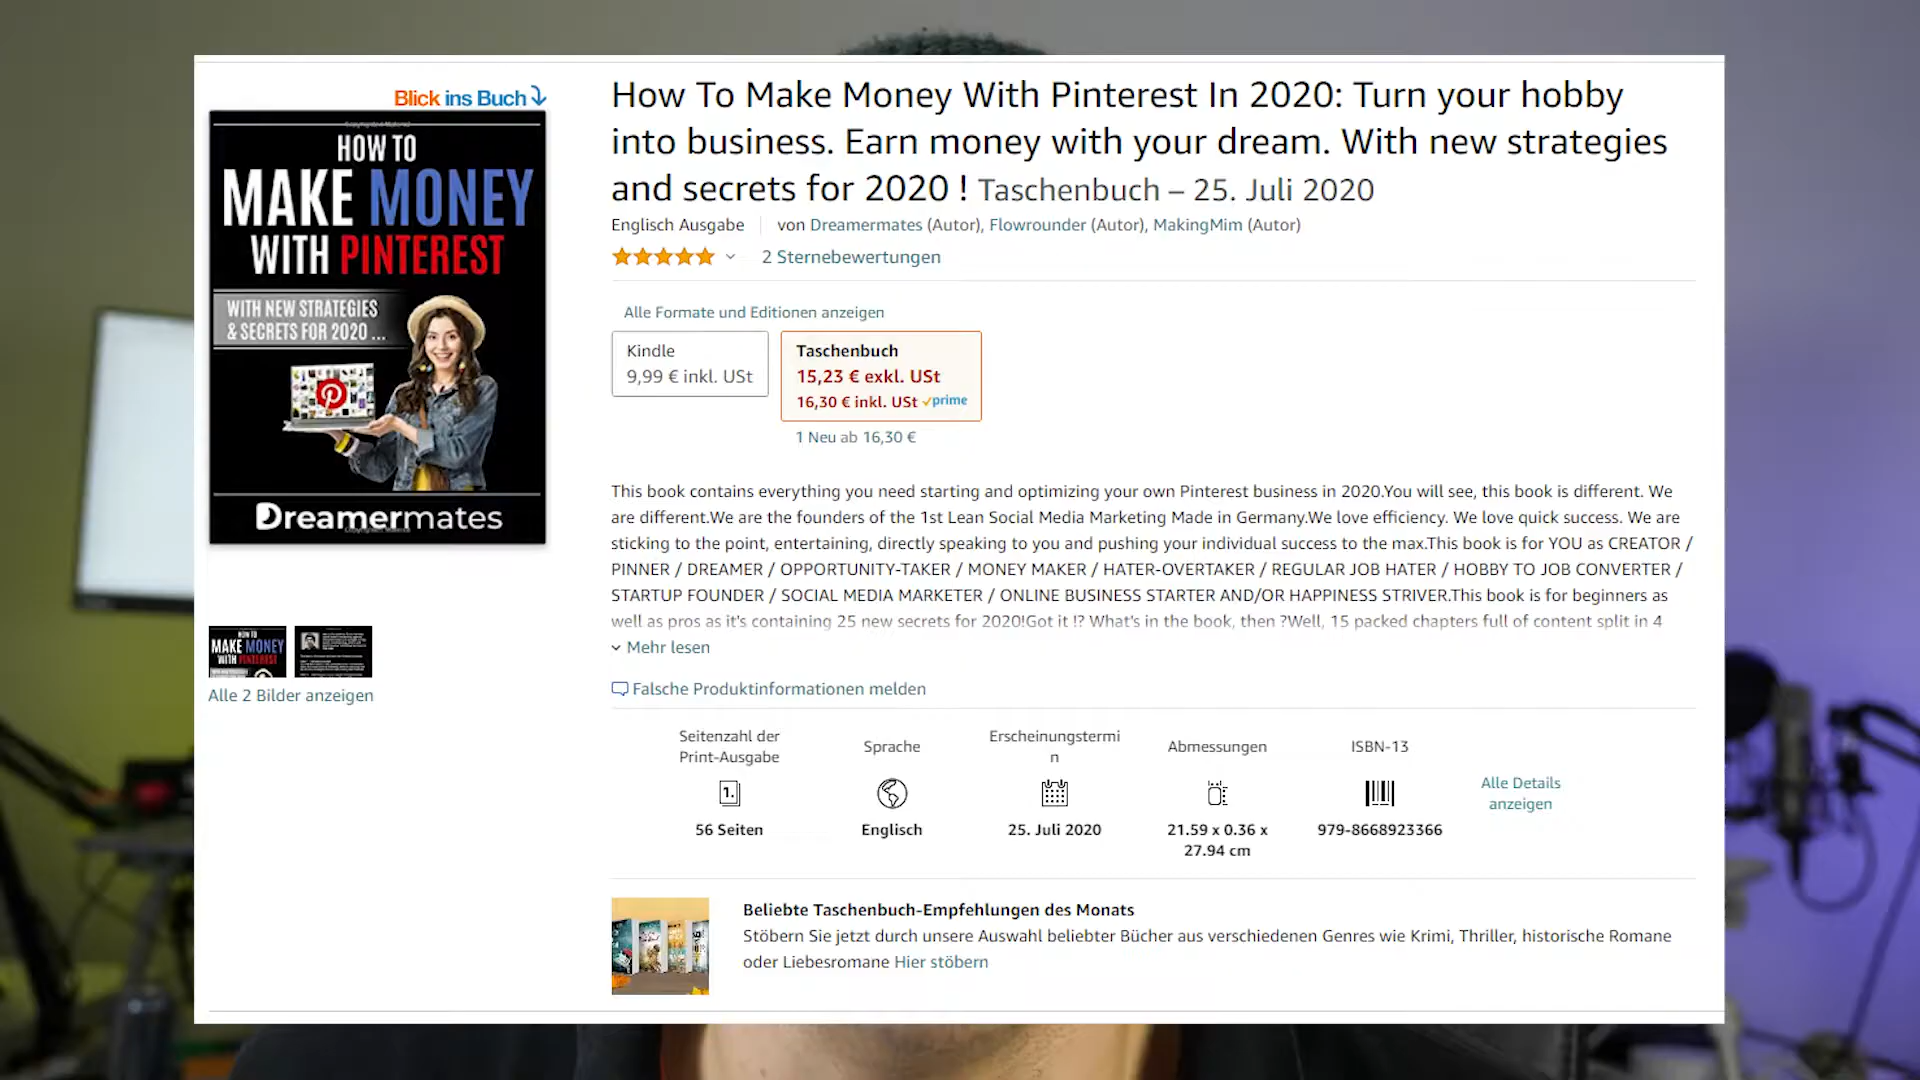 Blick ins Buch
HOW TO
MAKE MONEY
WITH PINTEREST
WITH NEW STRATEGIES
& SECRETS FOR 2020 ...
Dreamermates
MAKE MONEY
Alle 2 Bilder anzeigen
How To Make Money With Pinterest In 2020: Turn your hobby
into business. Earn money with your dream. With new strategies
and secrets for 2020 ! Taschenbuch – 25. Juli 2020
Englisch Ausgabe von Dreamermates (Autor), Flowrounder (Autor), MakingMim (Autor)
2 Sternebewertungen
Alle Formate und Editionen anzeigen
Kindle
9,99 € inkl. USt
Taschenbuch
15,23 € exkl. USt
16,30 € inkl. USt prime
1 Neu ab 16,30 €
This book contains everything you need starting and optimizing your own Pinterest business in 2020.You will see, this book is different. We
are different.We are the founders of the 1st Lean Social Media Marketing Made in Germany.We love efficiency. We love quick success. We are
sticking to the point, entertaining, directly speaking to you and pushing your individual success to the max.This book is for YOU as CREATOR /
PINNER / DREAMER / OPPORTUNITY-TAKER / MONEY MAKER / HATER-OVERTAKER / REGULAR JOB HATER / HOBBY TO JOB CONVERTER /
STARTUP FOUNDER / SOCIAL MEDIA MARKETER / ONLINE BUSINESS STARTER AND/OR HAPPINESS STRIVER.This book is for beginners as
well as pros as it's containing 25 new secrets for 2020!Got it !? What's in the book, then ?Well, 15 packed chapters full of content split in 4
Mehr lesen
Falsche Produktinformationen melden
Seitenzahl der
Print-Ausgabe
1.
56 Seiten
Sprache
Englisch
Erscheinungstermi
n
25. Juli 2020
Abmessungen
21.59 x 0.36 x
27.94 cm
ISBN-13
979-8668923366
Alle Details
anzeigen
Beliebte Taschenbuch-Empfehlungen des Monats
Stöbern Sie jetzt durch unsere Auswahl beliebter Bücher aus verschiedenen Genres wie Krimi, Thriller, historische Romane
oder Liebesromane Hier stöbern